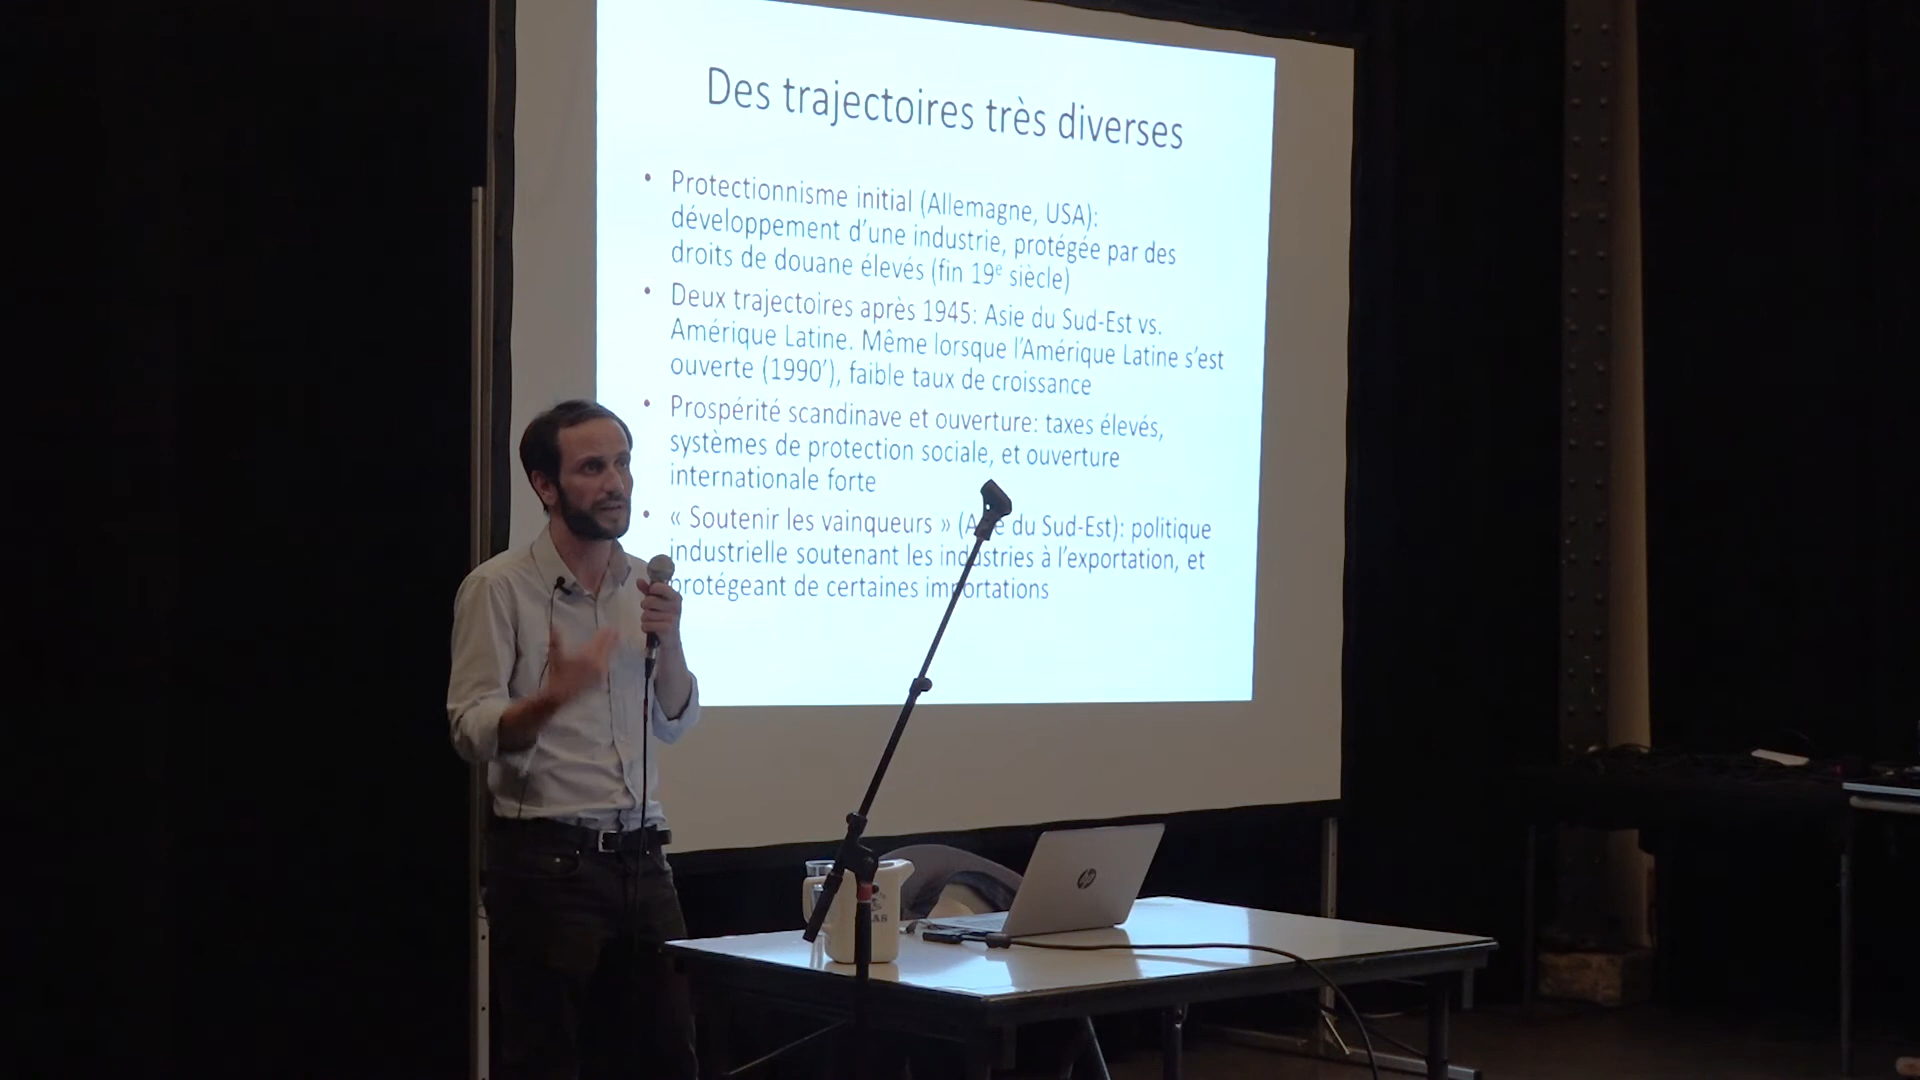 Des trajectoires très diverses
• Protectionnisme initial (Allemagne, USA):
développement d'une industrie, protégée par des
droits de douane élevés (fin 19e siècle)
• Deux trajectoires après 1945: Asie du Sud-Est vs.
Amérique Latine. Même lorsque l'Amérique Latine s'est
ouverte (1990'), faible taux de croissance
• Prospérité scandinave et ouverture: taxes élevés,
systèmes de protection sociale, et ouverture
internationale forte
• « Soutenir les vainqueurs » (Asie du Sud-Est): politique
industrielle soutenant les industries à l'exportation, et
protégeant de certaines importations
hp